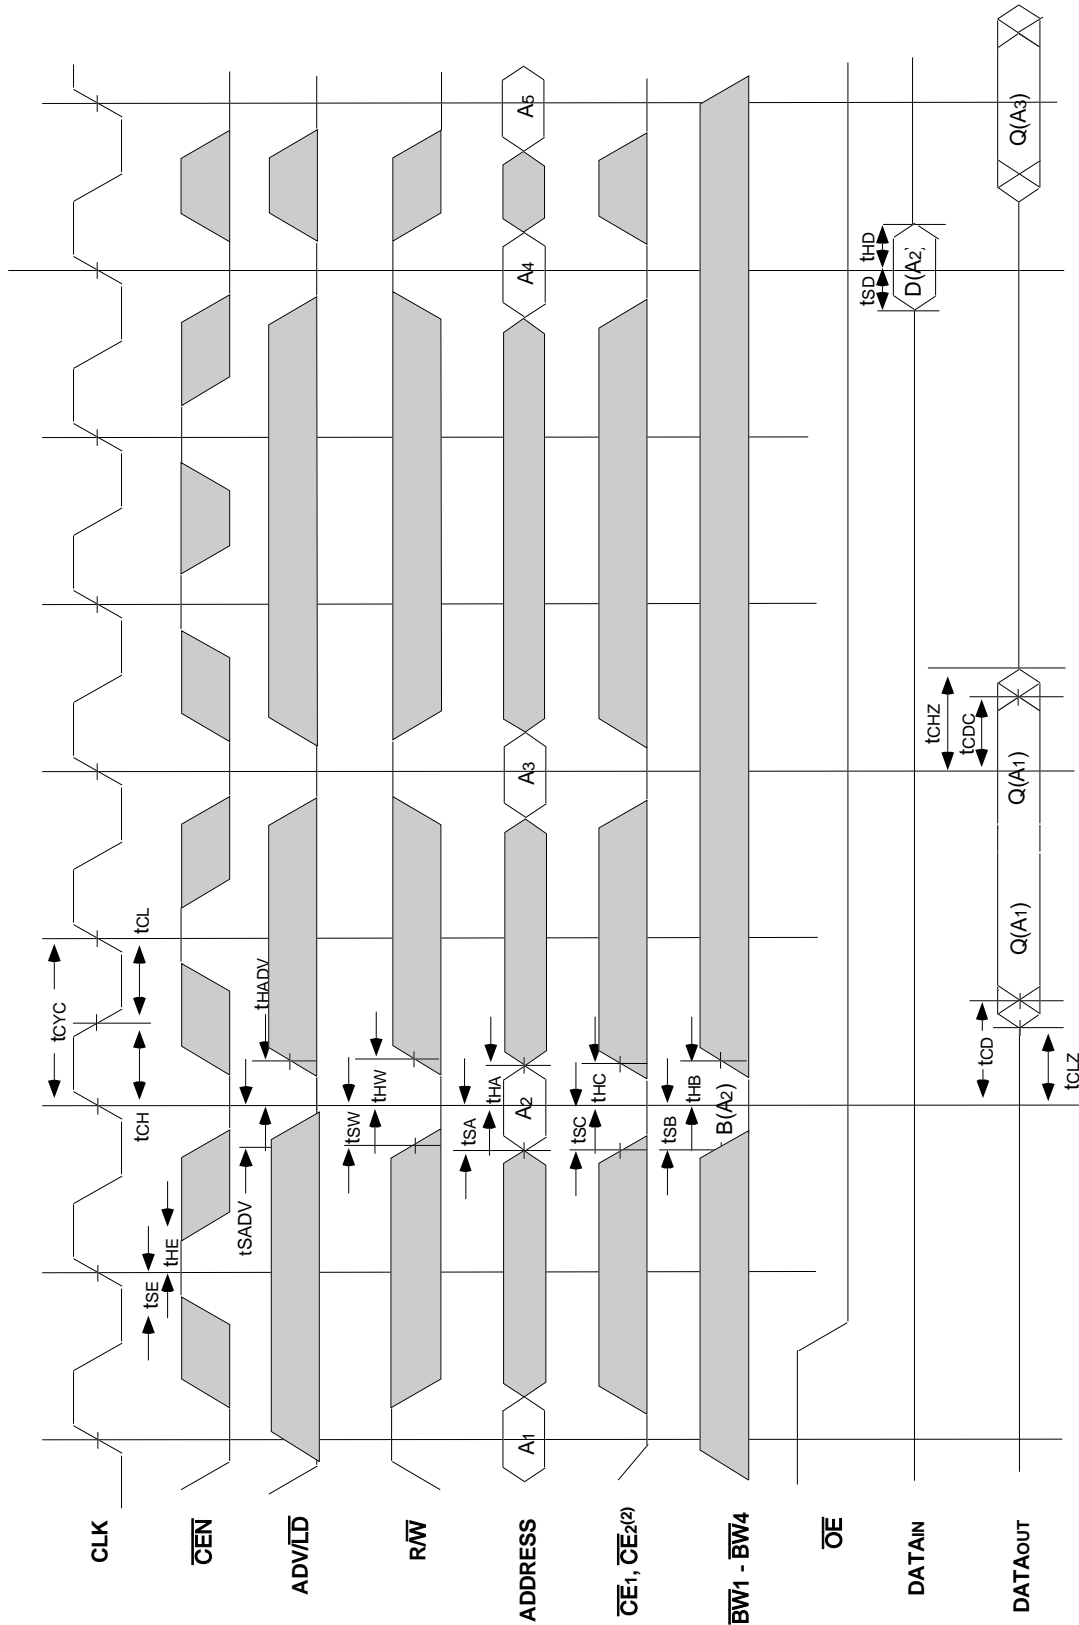 CLK
tCYC
tCH
tCL
CEN
tSE
tHE
ADV/LD
tSADV
tHADV
R/W
tSW
tHW
ADDRESS
A1
tSA
tHA
A2
A3
A4
A5
CE1, CE2(2)
tSC
tHC
BW1 - BW4
tSB
tHB
B(A2)
OE
DATAIN
tSD
tHD
D(A2)
DATAOUT
tCD
tCLZ
Q(A1)
Q(A1)
tCHZ
tCDC
Q(A3)